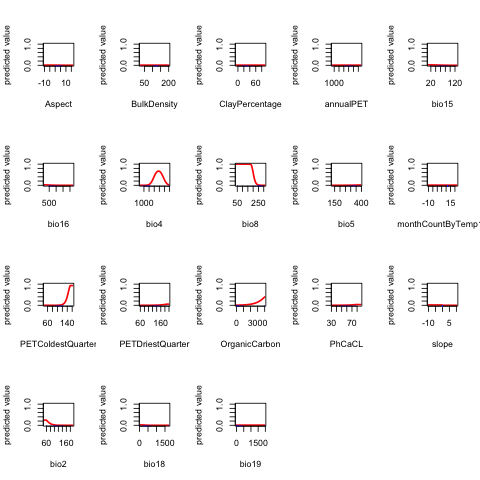 predicted value
0.0 1.0
-10 10
Aspect
predicted value
0.0 1.0
50 200
BulkDensity
predicted value
0.0 1.0
0 60
ClayPercentage
predicted value
0.0 1.0
1000
annualPET
predicted value
0.0 1.0
20 120
bio15
predicted value
0.0 1.0
500
bio16
predicted value
0.0 1.0
1000
bio4
predicted value
0.0 1.0
50 250
bio8
predicted value
0.0 1.0
150 400
bio5
predicted value
0.0 1.0
-10 15
monthCountByTemp1
predicted value
0.0 1.0
60 140
PETColdestQuarter
predicted value
0.0 1.0
60 160
PETDriestQuarter
predicted value
0.0 1.0
0 3000
OrganicCarbon
predicted value
0.0 1.0
30 70
PhCaCL
predicted value
0.0 1.0
-10 5
slope
predicted value
0.0 1.0
60 160
bio2
predicted value
0.0 1.0
0 1500
bio18
predicted value
0.0 1.0
0 1500
bio19